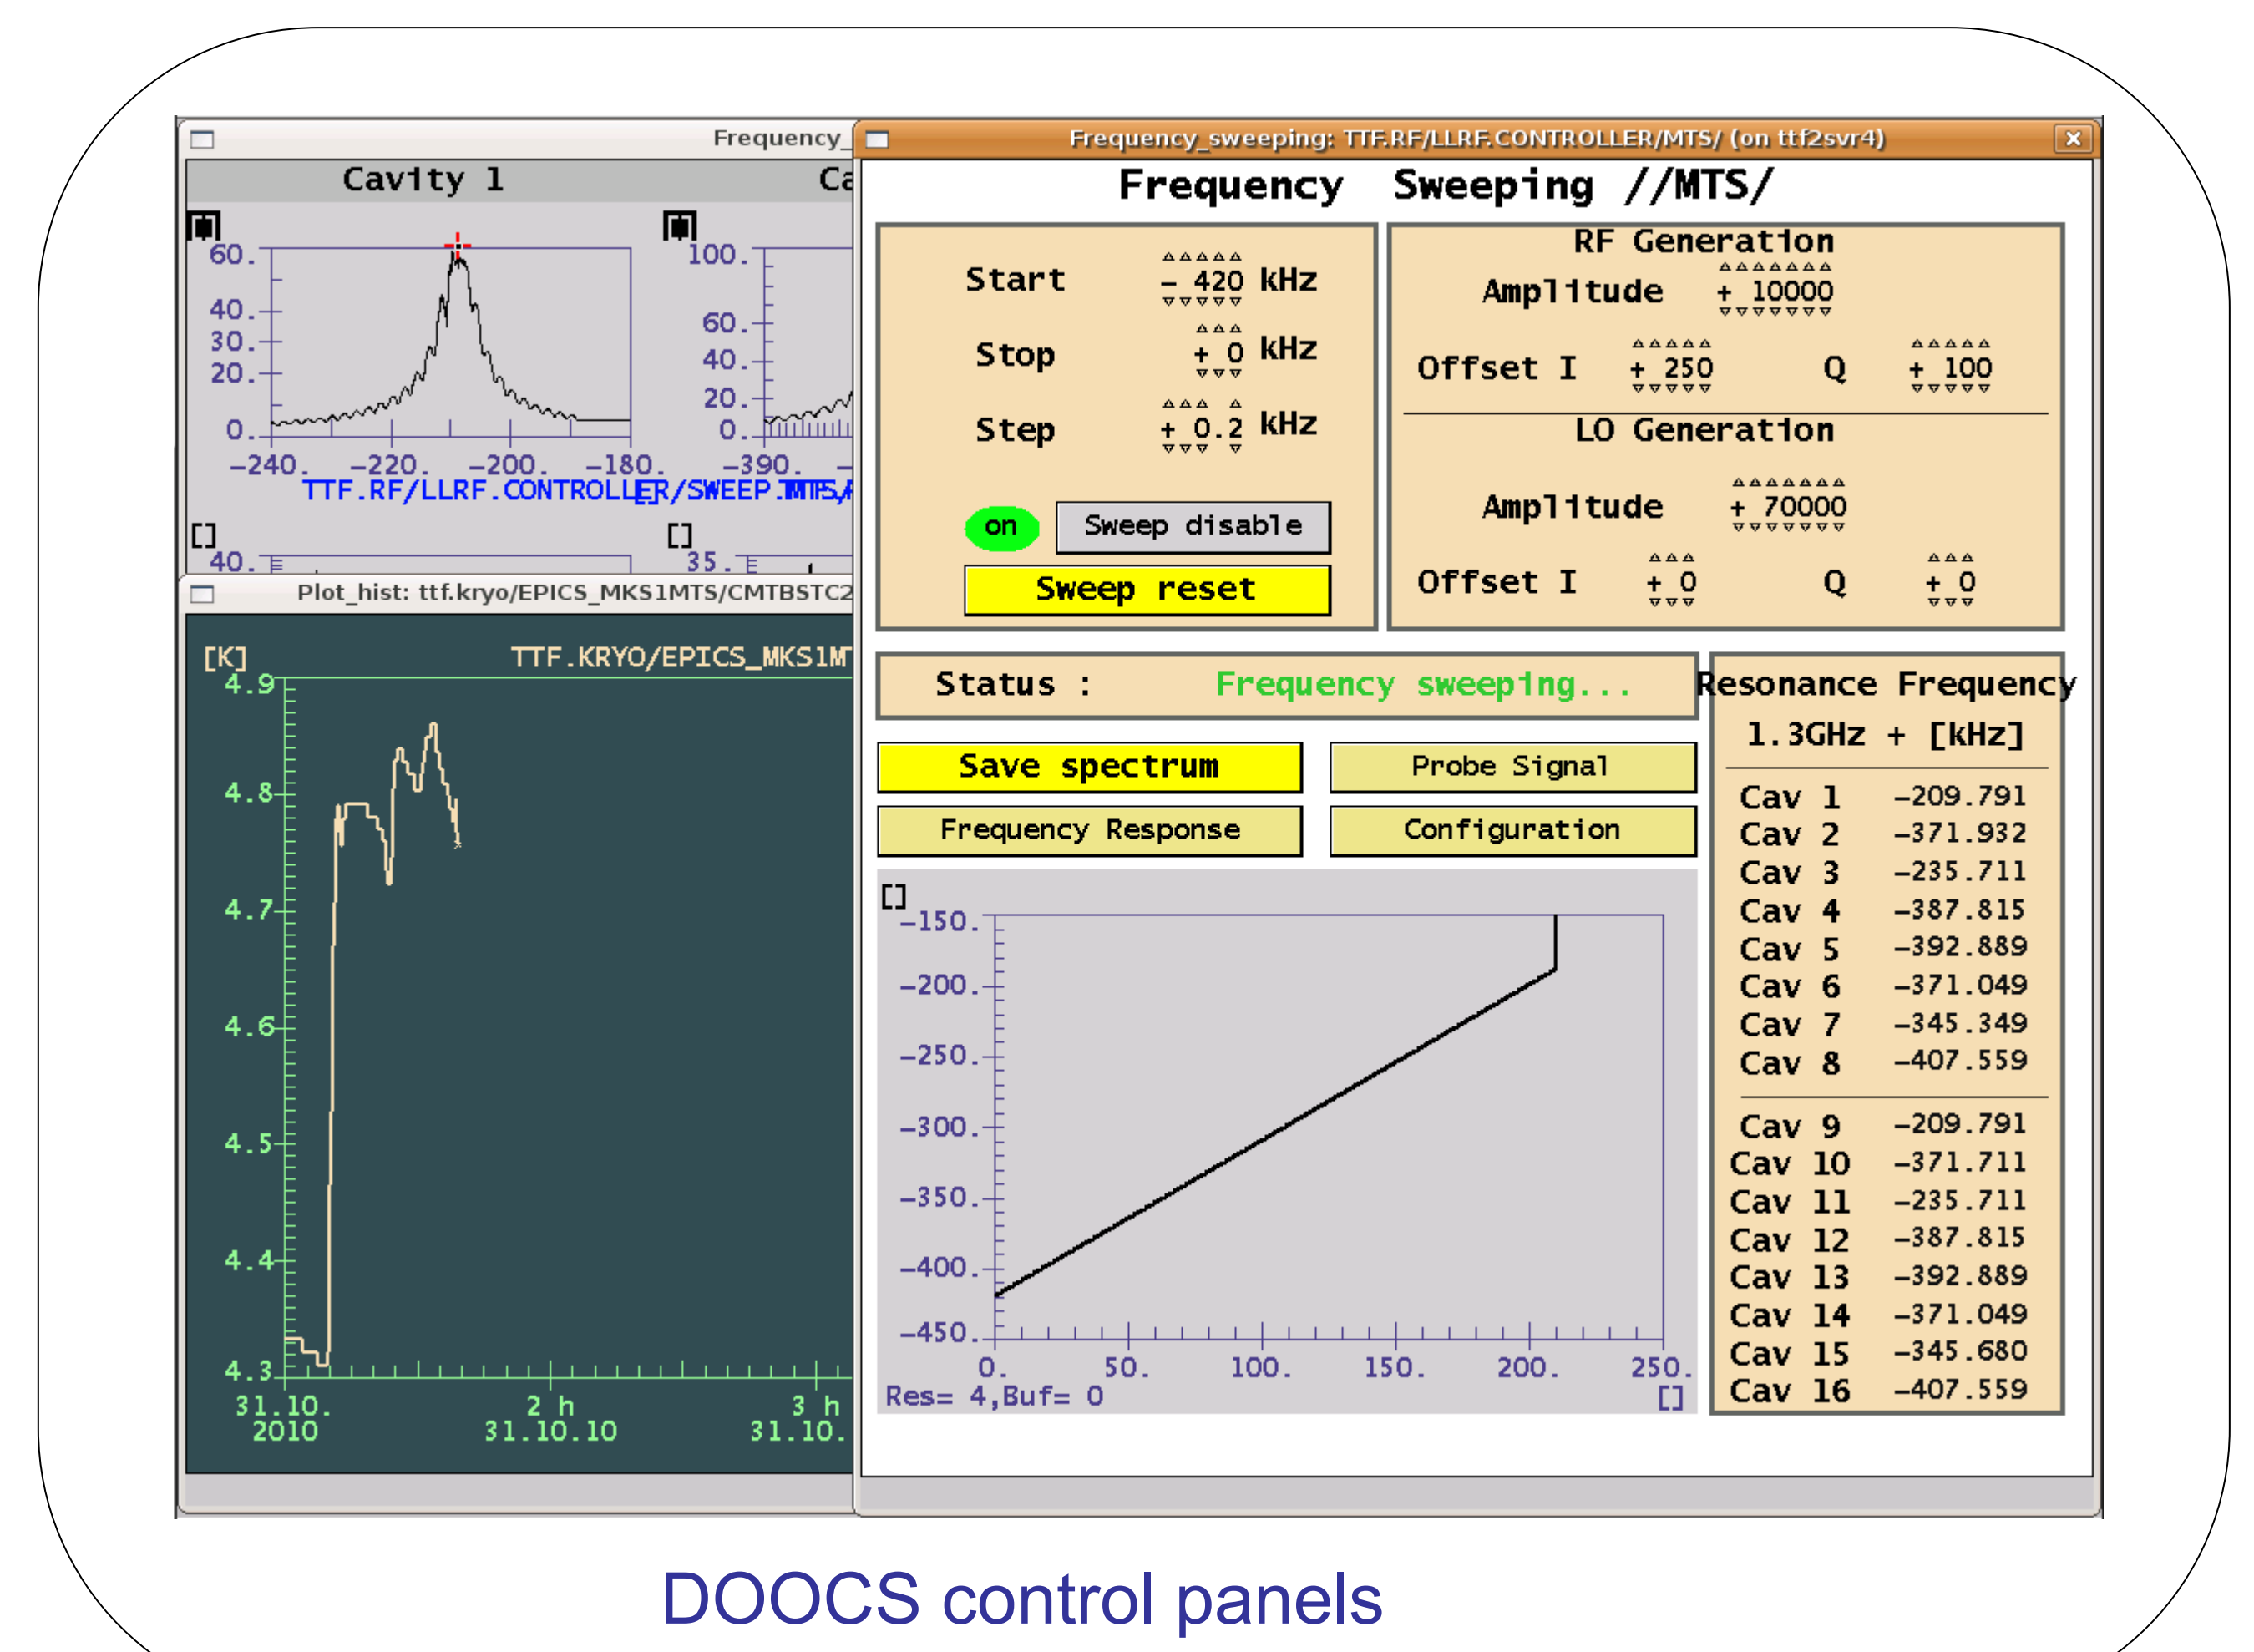 Frequency_
Cavity 1
Ca
[]
60.
40.
30.
20.
0.
-240. -220. -200. -180.
[]
100.
60.
40.
20.
0.
-390.
TTF.RF/LLRF.CONTROLLER/SWEEP.
[]
40.
[]
35.
Plot_hist: ttf.kryo/EPICS_MKS1MTS/CMTBSTC2
[K]
TTF.KRYO/EPICS_MKS1M
4.9
4.8
4.7
4.6
4.5
4.4
4.3
31.10. 2 h 3 h
2010 31.10.10 31.10.
Frequency_sweeping: TTF.RF/LLRF.CONTROLLER/MTS/ (on ttf2svr4)
Frequency Sweeping //MTS/
Start - 420 kHz
Stop + 0 kHz
Step + 0.2 kHz
on Sweep disable
Sweep reset
RF Generation
Amplitude + 10000
Offset I + 250 Q + 100
LO Generation
Amplitude + 70000
Offset I + 0 Q + 0
Status : Frequency sweeping...
Save spectrum Probe Signal
Frequency Response Configuration
[]
-150.
-200.
-250.
-300.
-350.
-400.
-450.
0. 50. 100. 150. 200. 250.
Res= 4,Buf= 0 []
Resonance Frequency
1.3GHz + [kHz]
Cav 1 -209.791
Cav 2 -371.932
Cav 3 -235.711
Cav 4 -387.815
Cav 5 -392.889
Cav 6 -371.049
Cav 7 -345.349
Cav 8 -407.559
Cav 9 -209.791
Cav 10 -371.711
Cav 11 -235.711
Cav 12 -387.815
Cav 13 -392.889
Cav 14 -371.049
Cav 15 -345.680
Cav 16 -407.559
DOOCS control panels